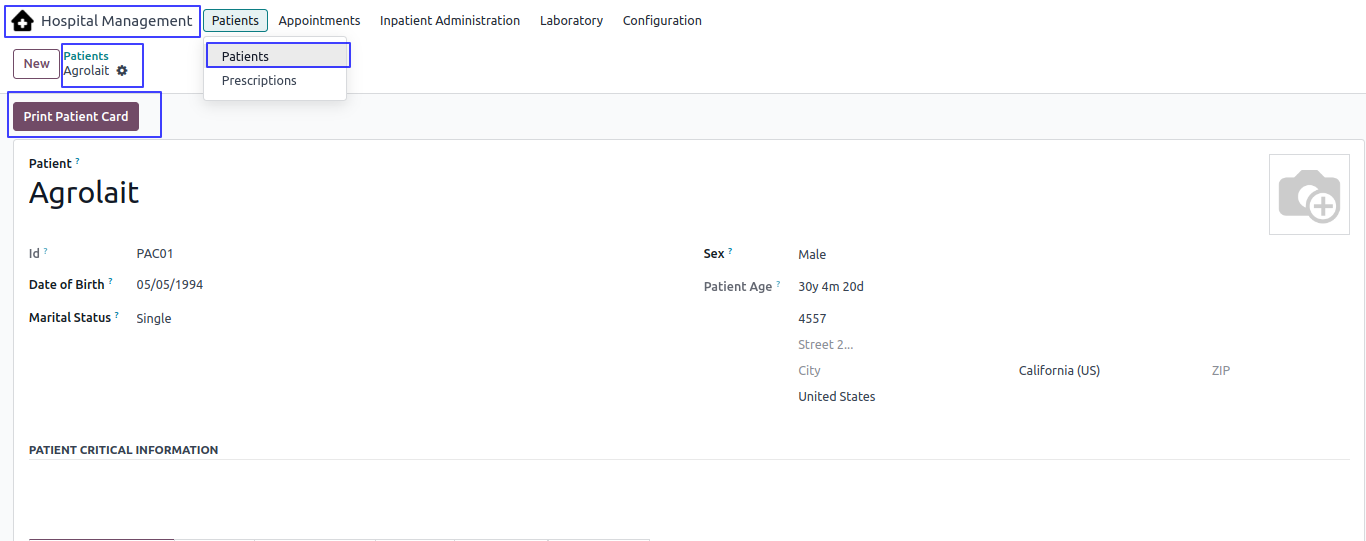 Hospital Management Patients Appointments Inpatient Administration Laboratory Configuration
Patients
Prescriptions
New
Patients
Agrolait
Print Patient Card
Patient ?
Agrolait
Id ? PAC01
Sex ? Male
Date of Birth ? 05/05/1994
Patient Age ? 30y 4m 20d
Marital Status ? Single
4557
Street 2...
City California (US) ZIP
United States
PATIENT CRITICAL INFORMATION